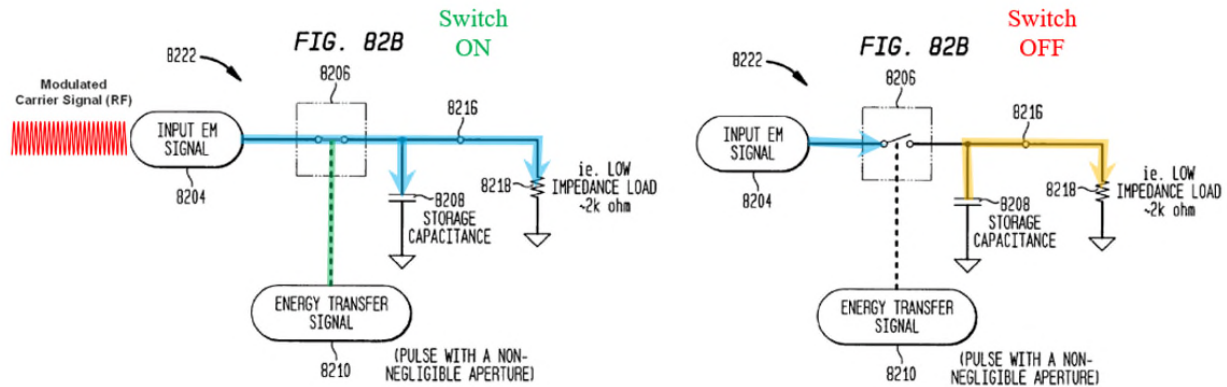 Switch
ON
FIG. 82B
8222
8206
Modulated
Carrier Signal (RF)
INPUT EM
SIGNAL
8204
8216
8218
ie. LOW
IMPEDANCE LOAD
~2k ohm
8208
STORAGE
CAPACITANCE
ENERGY TRANSFER
SIGNAL
8210
(PULSE WITH A NON-
NEGLIGIBLE APERTURE)
Switch
OFF
FIG. 82B
8222
8206
INPUT EM
SIGNAL
8204
8216
8218
ie. LOW
IMPEDANCE LOAD
~2k ohm
8208
STORAGE
CAPACITANCE
ENERGY TRANSFER
SIGNAL
8210
(PULSE WITH A NON-
NEGLIGIBLE APERTURE)